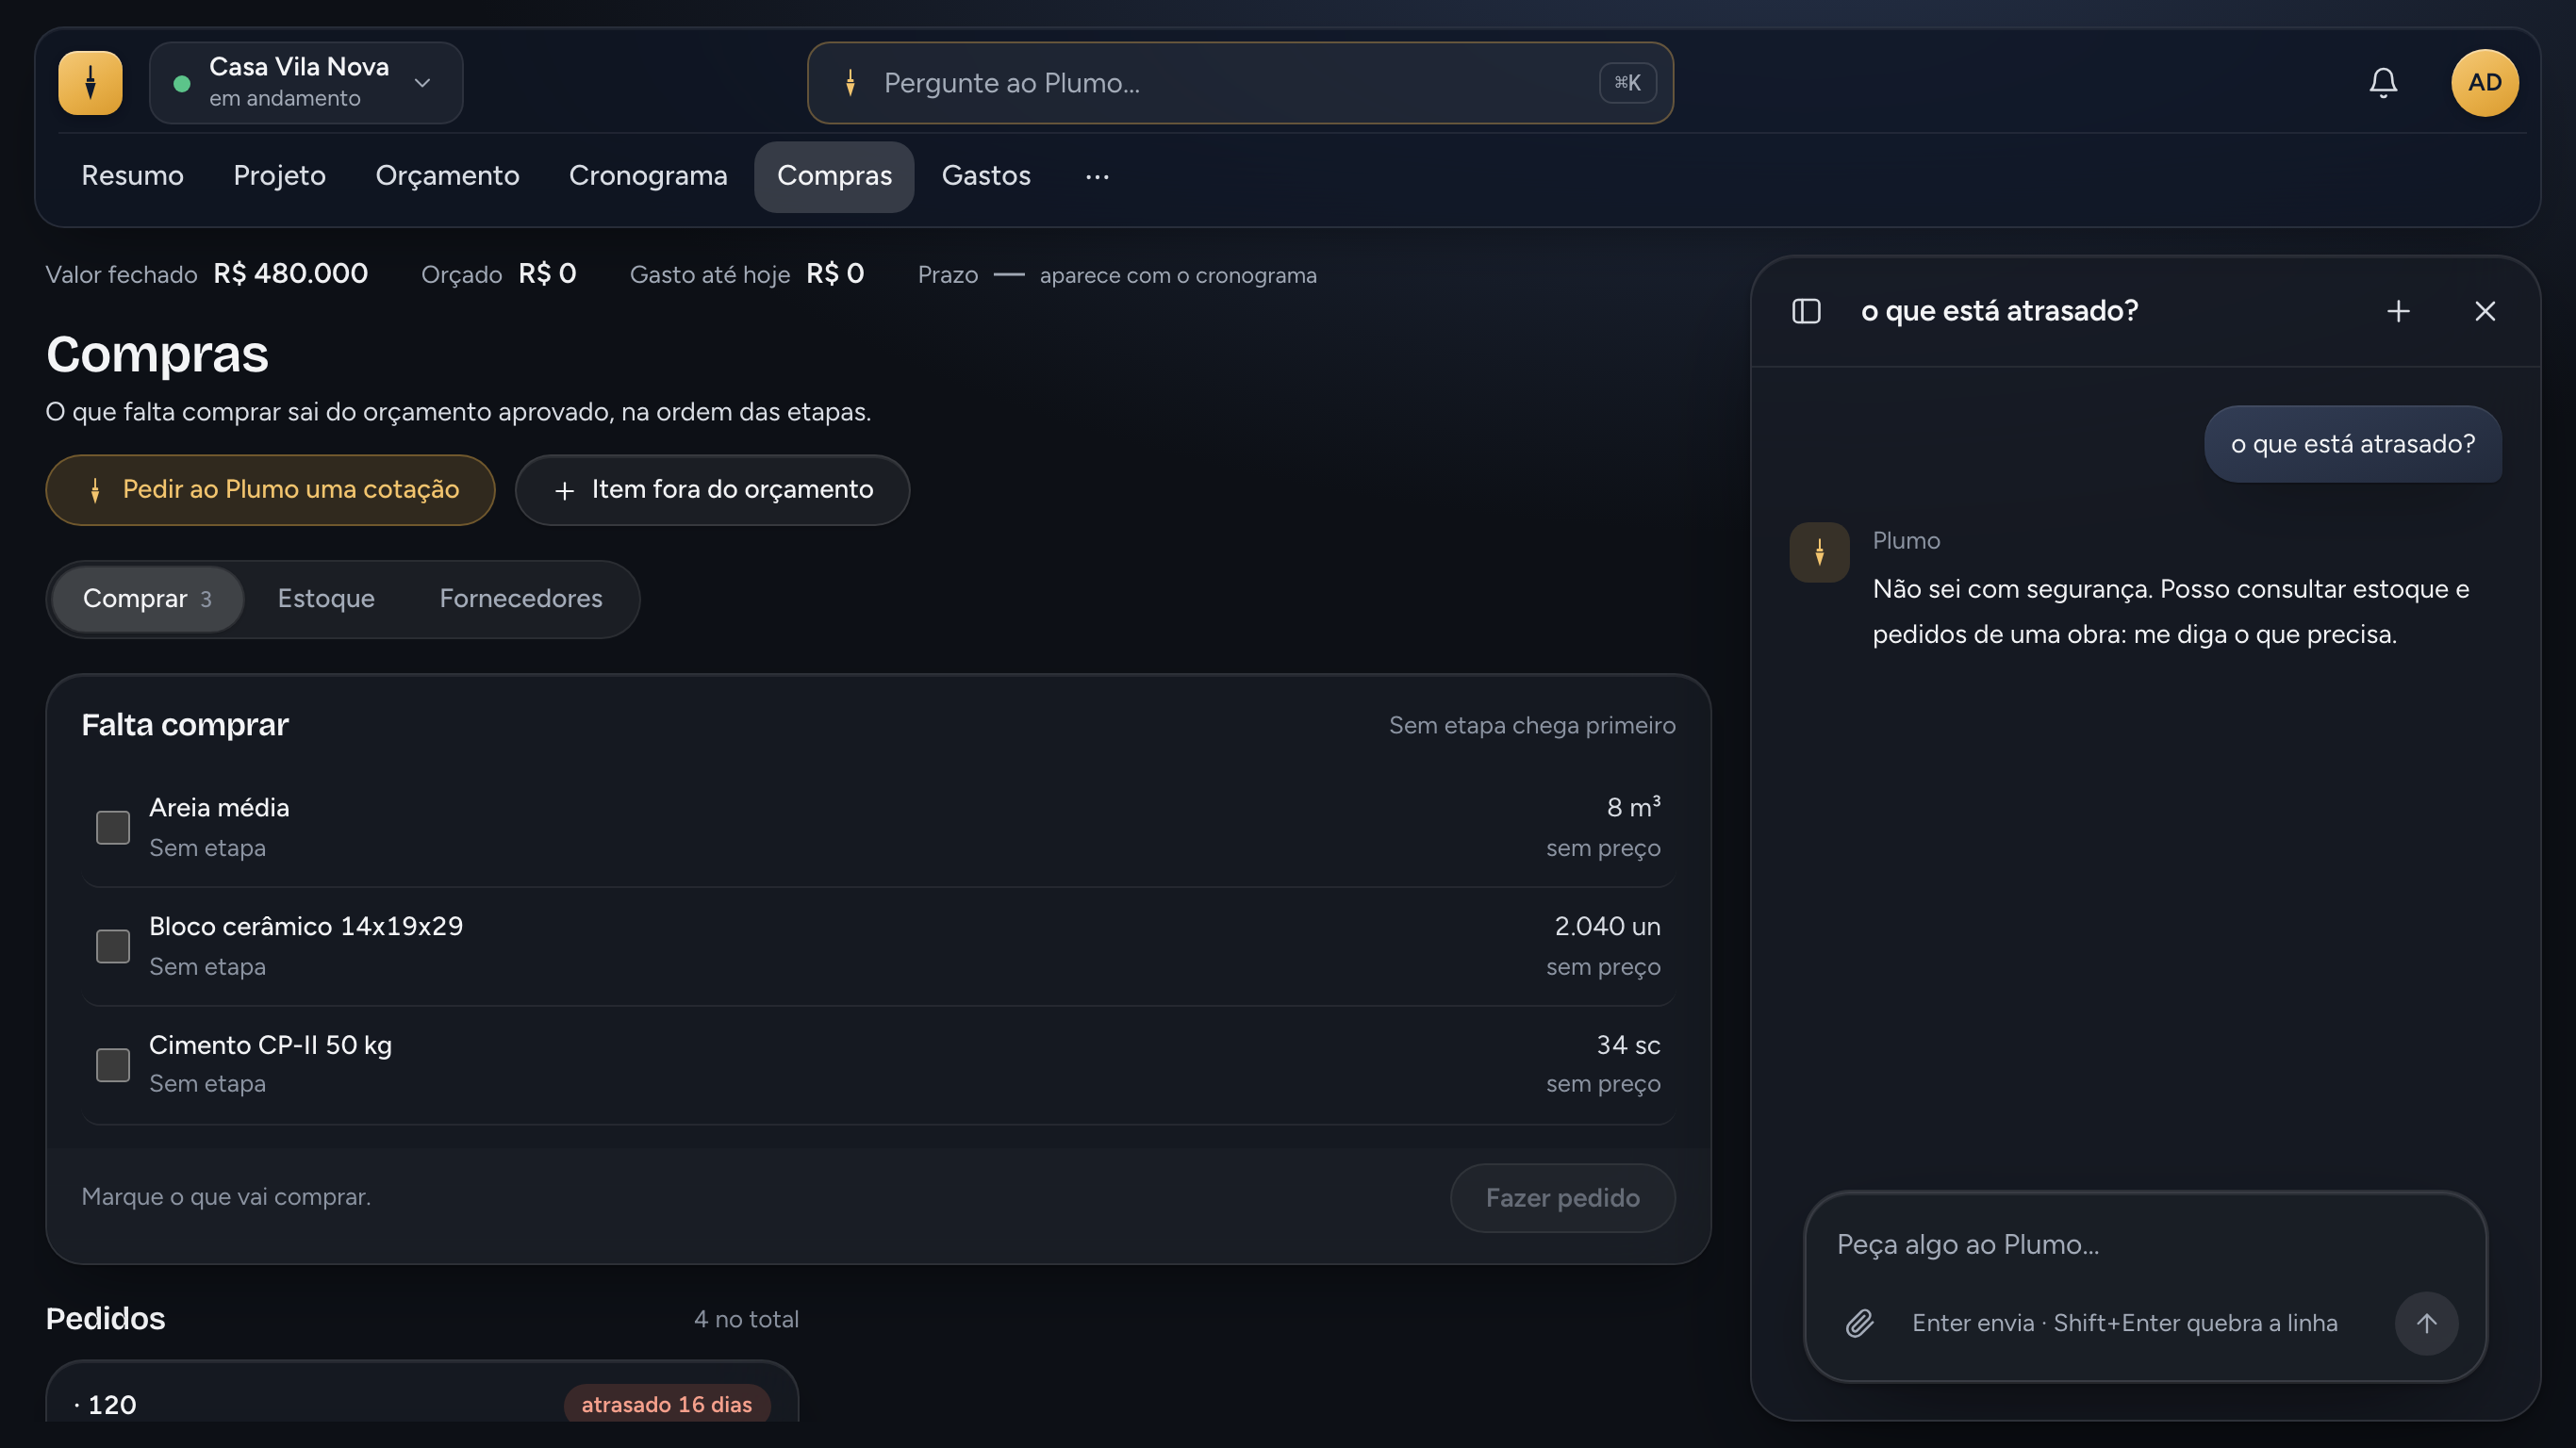 Casa Vila Nova
em andamento
Pergunte ao Plumo...
⌘K
AD
Resumo
Projeto
Orçamento
Cronograma
Compras
Gastos
...
Valor fechado R$ 480.000
Orçado R$ 0
Gasto até hoje R$ 0
Prazo — aparece com o cronograma
Compras
O que falta comprar sai do orçamento aprovado, na ordem das etapas.
Pedir ao Plumo uma cotação
+ Item fora do orçamento
Comprar 3
Estoque
Fornecedores
Falta comprar
Sem etapa chega primeiro
Areia média
8 m³
Sem etapa
sem preço
Bloco cerâmico 14x19x29
2.040 un
Sem etapa
sem preço
Cimento CP-II 50 kg
34 sc
Sem etapa
sem preço
Marque o que vai comprar.
Fazer pedido
Pedidos
4 no total
· 120
atrasado 16 dias
o que está atrasado?
o que está atrasado?
Plumo
Não sei com segurança. Posso consultar estoque e
pedidos de uma obra: me diga o que precisa.
Peça algo ao Plumo...
Enter envia · Shift+Enter quebra a linha